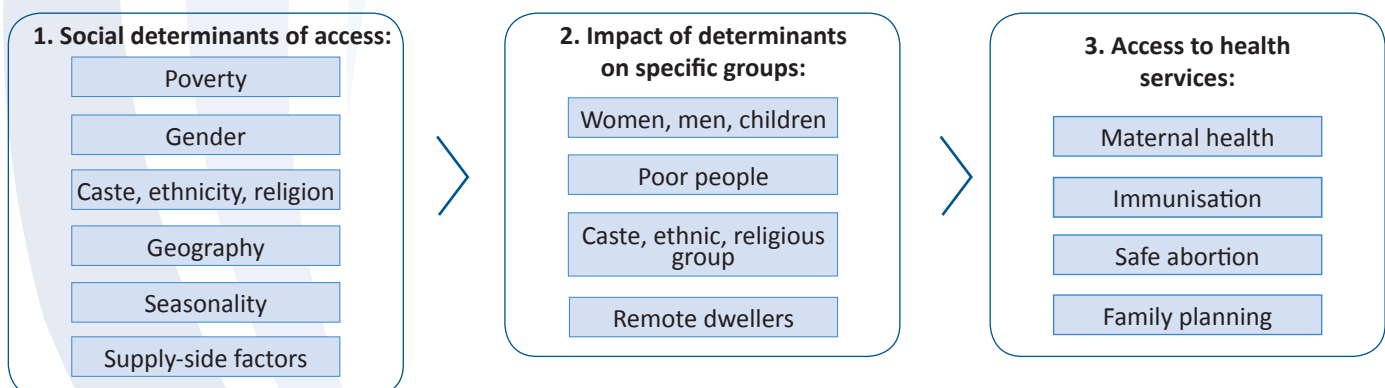 1. Social determinants of access:
Poverty
Gender
Caste, ethnicity, religion
Geography
Seasonality
Supply-side factors
2. Impact of determinants
on specific groups:
Women, men, children
Poor people
Caste, ethnic, religious
group
Remote dwellers
3. Access to health
services:
Maternal health
Immunisation
Safe abortion
Family planning